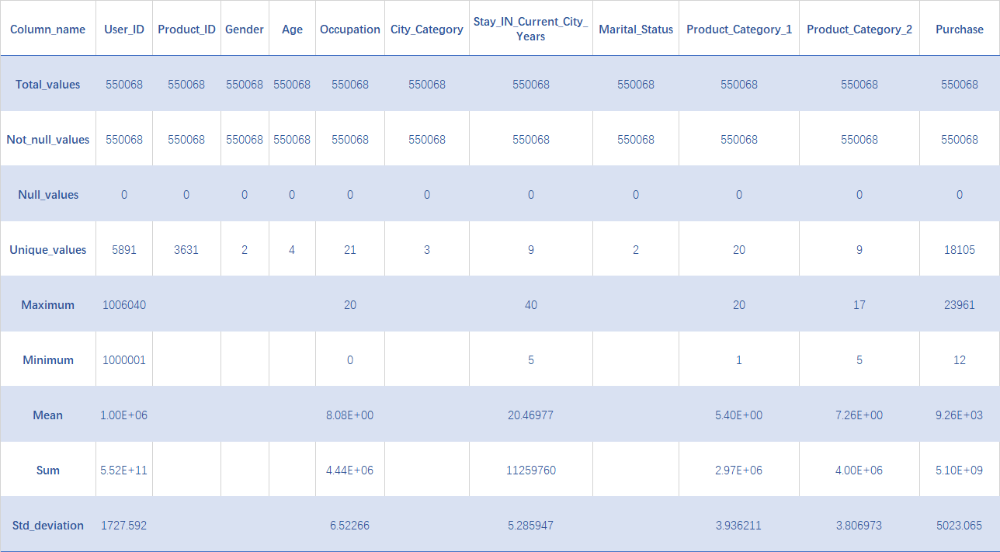 Column_name User_ID Product_ID Gender Age Occupation City_Category Stay_IN_Current_City_ Marital_Status Product_Category_1 Product_Category_2 Purchase
Years
Total_values 550068 550068 550068 550068 550068 550068 550068 550068 550068 550068 550068
Not_null_values 550068 550068 550068 550068 550068 550068 550068 550068 550068 550068 550068
Null_values 0 0 0 0 0 0 0 0 0 0 0
Unique_values 5891 3631 2 4 21 3 9 2 20 9 18105
Maximum 1006040 20 40 20 17 23961
Minimum 1000001 0 5 1 5 12
Mean 1.00E+06 8.08E+00 20.46977 5.40E+00 7.26E+00 9.26E+03
Sum 5.52E+11 4.44E+06 11259760 2.97E+06 4.00E+06 5.10E+09
Std_deviation 1727.592 6.52266 5.285947 3.936211 3.806973 5023.065